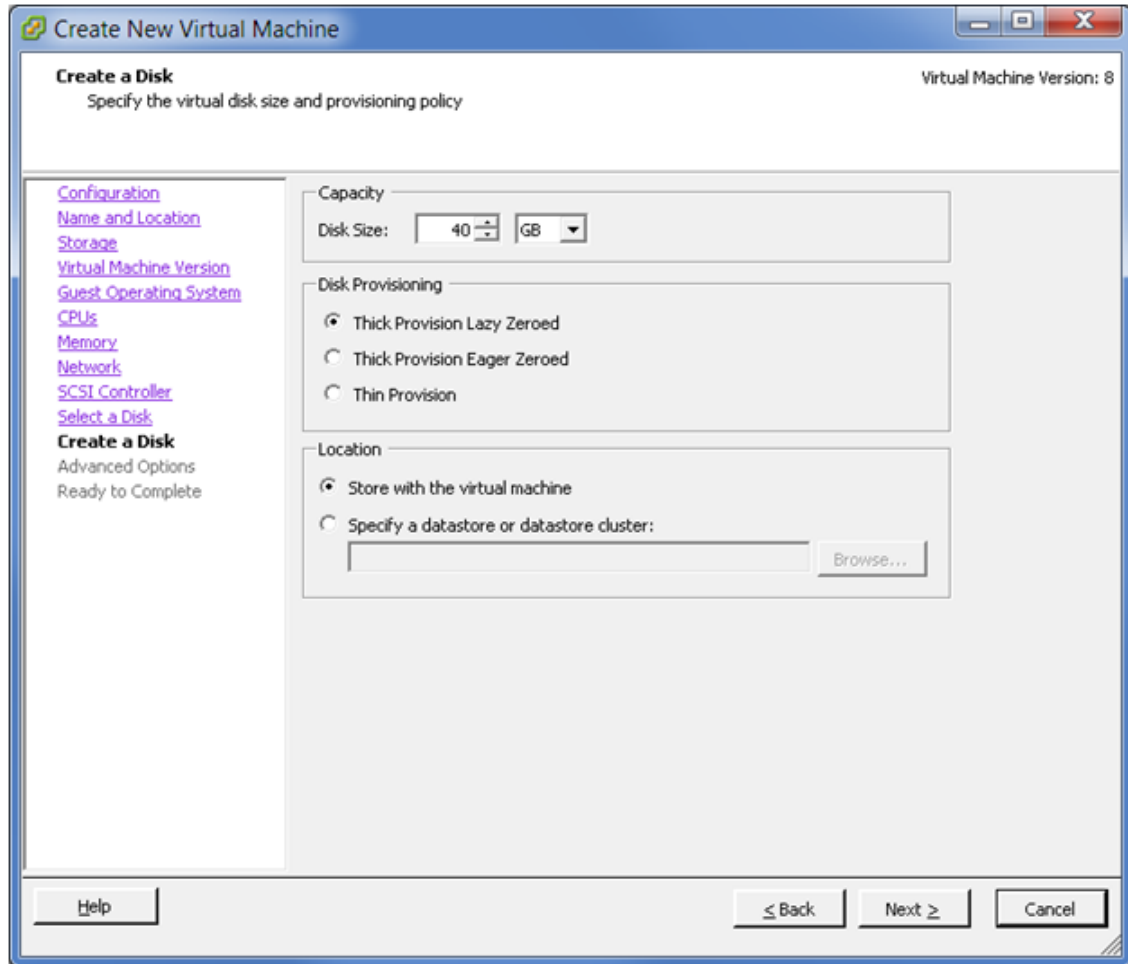 Create New Virtual Machine
Create a Disk
Virtual Machine Version: 8
Specify the virtual disk size and provisioning policy
Configuration
Name and Location
Storage
Virtual Machine Version
Guest Operating System
CPUs
Memory
Network
SCSI Controller
Select a Disk
Create a Disk
Advanced Options
Ready to Complete
Capacity
Disk Size: 40 GB
Disk Provisioning
Thick Provision Lazy Zeroed
Thick Provision Eager Zeroed
Thin Provision
Location
Store with the virtual machine
Specify a datastore or datastore cluster:
Browse...
Help
< Back
Next >
Cancel